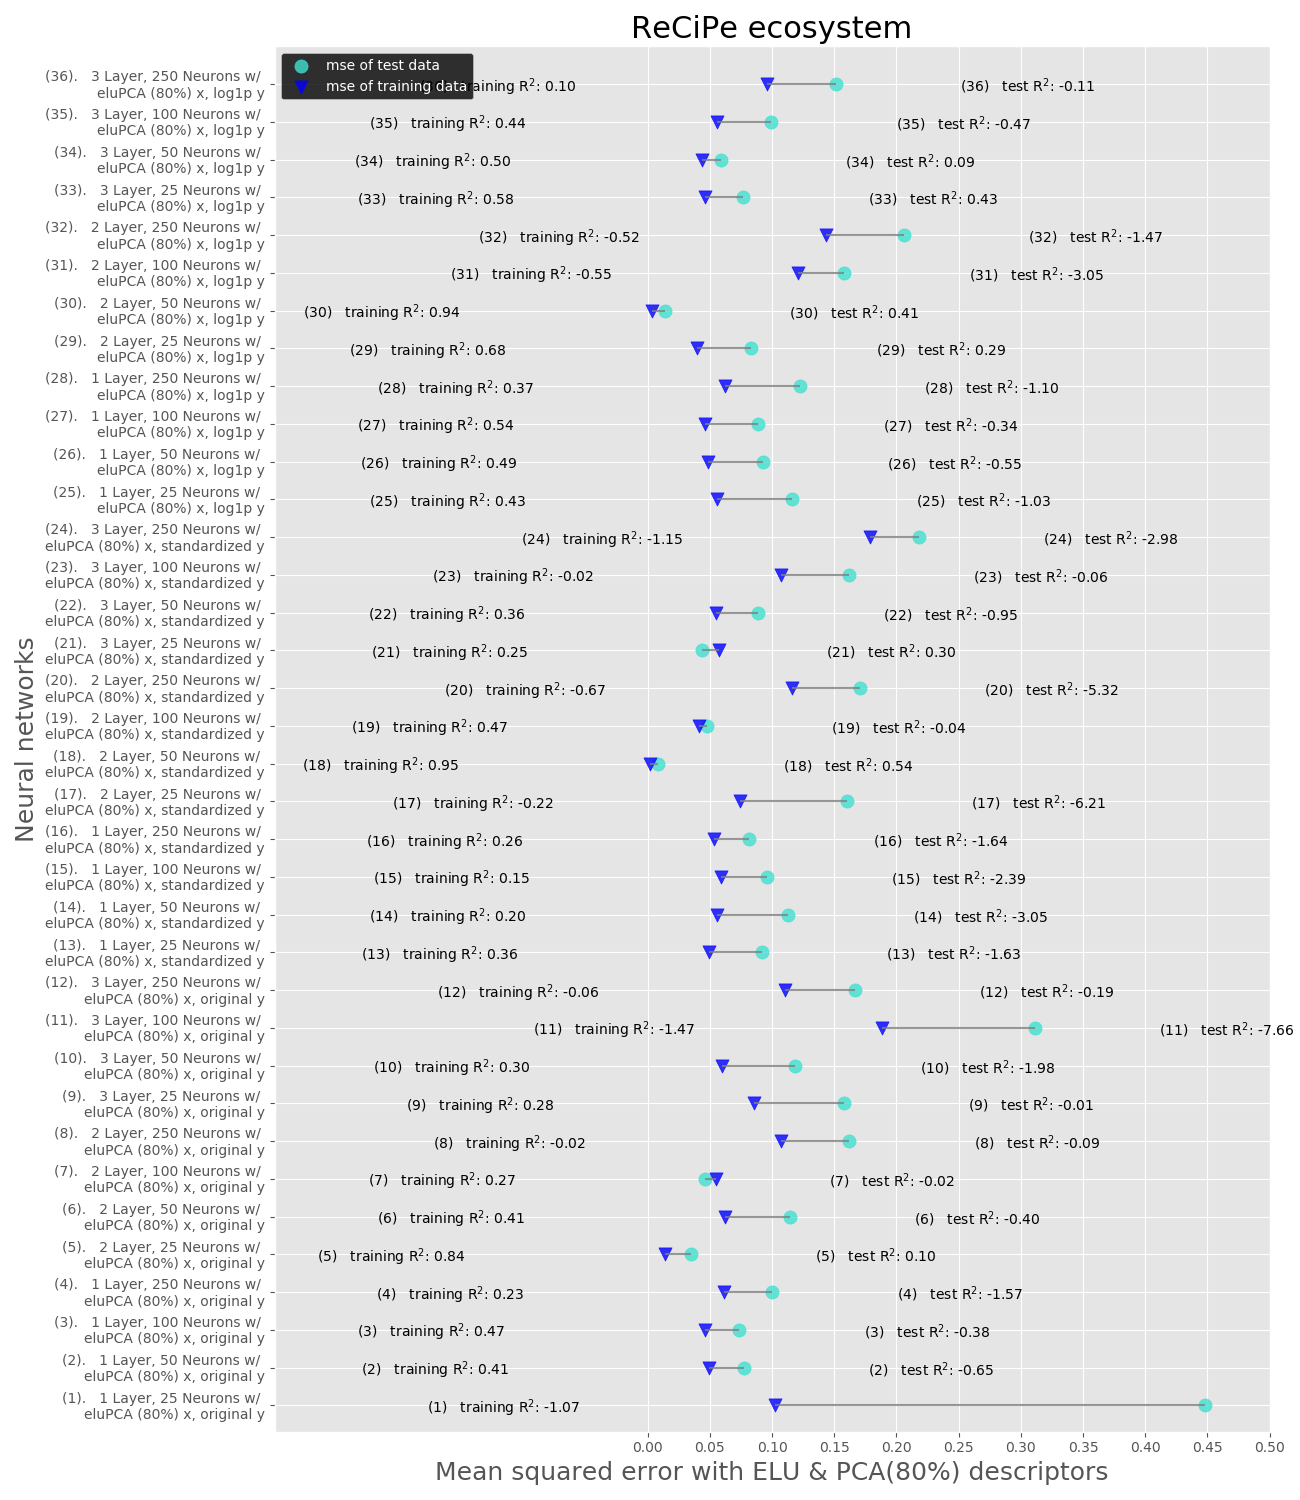 ReCiPe ecosystem
mse of test data
mse of training data
(36).   3 Layer, 250 Neurons w/
eluPCA (80%) x, log1p y
training R²: 0.10
(36)   test R²: -0.11
(35).   3 Layer, 100 Neurons w/
eluPCA (80%) x, log1p y
(35)   training R²: 0.44
(35)   test R²: -0.47
(34).   3 Layer, 50 Neurons w/
eluPCA (80%) x, log1p y
(34)   training R²: 0.50
(34)   test R²: 0.09
(33).   3 Layer, 25 Neurons w/
eluPCA (80%) x, log1p y
(33)   training R²: 0.58
(33)   test R²: 0.43
(32).   2 Layer, 250 Neurons w/
eluPCA (80%) x, log1p y
(32)   training R²: -0.52
(32)   test R²: -1.47
(31).   2 Layer, 100 Neurons w/
eluPCA (80%) x, log1p y
(31)   training R²: -0.55
(31)   test R²: -3.05
(30).   2 Layer, 50 Neurons w/
eluPCA (80%) x, log1p y
(30)   training R²: 0.94
(30)   test R²: 0.41
(29).   2 Layer, 25 Neurons w/
eluPCA (80%) x, log1p y
(29)   training R²: 0.68
(29)   test R²: 0.29
(28).   1 Layer, 250 Neurons w/
eluPCA (80%) x, log1p y
(28)   training R²: 0.37
(28)   test R²: -1.10
(27).   1 Layer, 100 Neurons w/
eluPCA (80%) x, log1p y
(27)   training R²: 0.54
(27)   test R²: -0.34
(26).   1 Layer, 50 Neurons w/
eluPCA (80%) x, log1p y
(26)   training R²: 0.49
(26)   test R²: -0.55
(25).   1 Layer, 25 Neurons w/
eluPCA (80%) x, log1p y
(25)   training R²: 0.43
(25)   test R²: -1.03
(24).   3 Layer, 250 Neurons w/
eluPCA (80%) x, standardized y
(24)   training R²: -1.15
(24)   test R²: -2.98
(23).   3 Layer, 100 Neurons w/
eluPCA (80%) x, standardized y
(23)   training R²: -0.02
(23)   test R²: -0.06
(22).   3 Layer, 50 Neurons w/
eluPCA (80%) x, standardized y
(22)   training R²: 0.36
(22)   test R²: -0.95
(21).   3 Layer, 25 Neurons w/
eluPCA (80%) x, standardized y
(21)   training R²: 0.25
(21)   test R²: 0.30
(20).   2 Layer, 250 Neurons w/
eluPCA (80%) x, standardized y
(20)   training R²: -0.67
(20)   test R²: -5.32
(19).   2 Layer, 100 Neurons w/
eluPCA (80%) x, standardized y
(19)   training R²: 0.47
(19)   test R²: -0.04
(18).   2 Layer, 50 Neurons w/
eluPCA (80%) x, standardized y
(18)   training R²: 0.95
(18)   test R²: 0.54
(17).   2 Layer, 25 Neurons w/
eluPCA (80%) x, standardized y
(17)   training R²: -0.22
(17)   test R²: -6.21
(16).   1 Layer, 250 Neurons w/
eluPCA (80%) x, standardized y
(16)   training R²: 0.26
(16)   test R²: -1.64
(15).   1 Layer, 100 Neurons w/
eluPCA (80%) x, standardized y
(15)   training R²: 0.15
(15)   test R²: -2.39
(14).   1 Layer, 50 Neurons w/
eluPCA (80%) x, standardized y
(14)   training R²: 0.20
(14)   test R²: -3.05
(13).   1 Layer, 25 Neurons w/
eluPCA (80%) x, standardized y
(13)   training R²: 0.36
(13)   test R²: -1.63
(12).   3 Layer, 250 Neurons w/
eluPCA (80%) x, original y
(12)   training R²: -0.06
(12)   test R²: -0.19
(11).   3 Layer, 100 Neurons w/
eluPCA (80%) x, original y
(11)   training R²: -1.47
(11)   test R²: -7.66
(10).   3 Layer, 50 Neurons w/
eluPCA (80%) x, original y
(10)   training R²: 0.30
(10)   test R²: -1.98
(9).   3 Layer, 25 Neurons w/
eluPCA (80%) x, original y
(9)   training R²: 0.28
(9)   test R²: -0.01
(8).   2 Layer, 250 Neurons w/
eluPCA (80%) x, original y
(8)   training R²: -0.02
(8)   test R²: -0.09
(7).   2 Layer, 100 Neurons w/
eluPCA (80%) x, original y
(7)   training R²: 0.27
(7)   test R²: -0.02
(6).   2 Layer, 50 Neurons w/
eluPCA (80%) x, original y
(6)   training R²: 0.41
(6)   test R²: -0.40
(5).   2 Layer, 25 Neurons w/
eluPCA (80%) x, original y
(5)   training R²: 0.84
(5)   test R²: 0.10
(4).   1 Layer, 250 Neurons w/
eluPCA (80%) x, original y
(4)   training R²: 0.23
(4)   test R²: -1.57
(3).   1 Layer, 100 Neurons w/
eluPCA (80%) x, original y
(3)   training R²: 0.47
(3)   test R²: -0.38
(2).   1 Layer, 50 Neurons w/
eluPCA (80%) x, original y
(2)   training R²: 0.41
(2)   test R²: -0.65
(1).   1 Layer, 25 Neurons w/
eluPCA (80%) x, original y
(1)   training R²: -1.07
Neural networks
0.00 0.05 0.10 0.15 0.20 0.25 0.30 0.35 0.40 0.45 0.50
Mean squared error with ELU & PCA(80%) descriptors